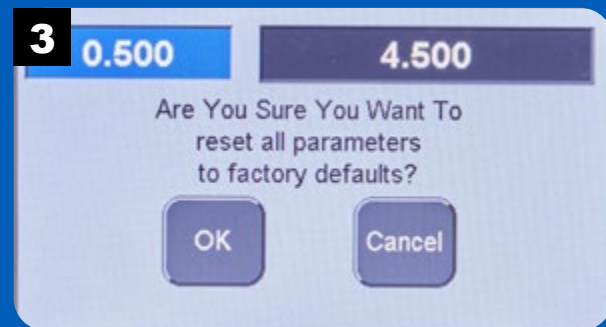 3
0.500 4.500
Are You Sure You Want To
reset all parameters
to factory defaults?
OK Cancel